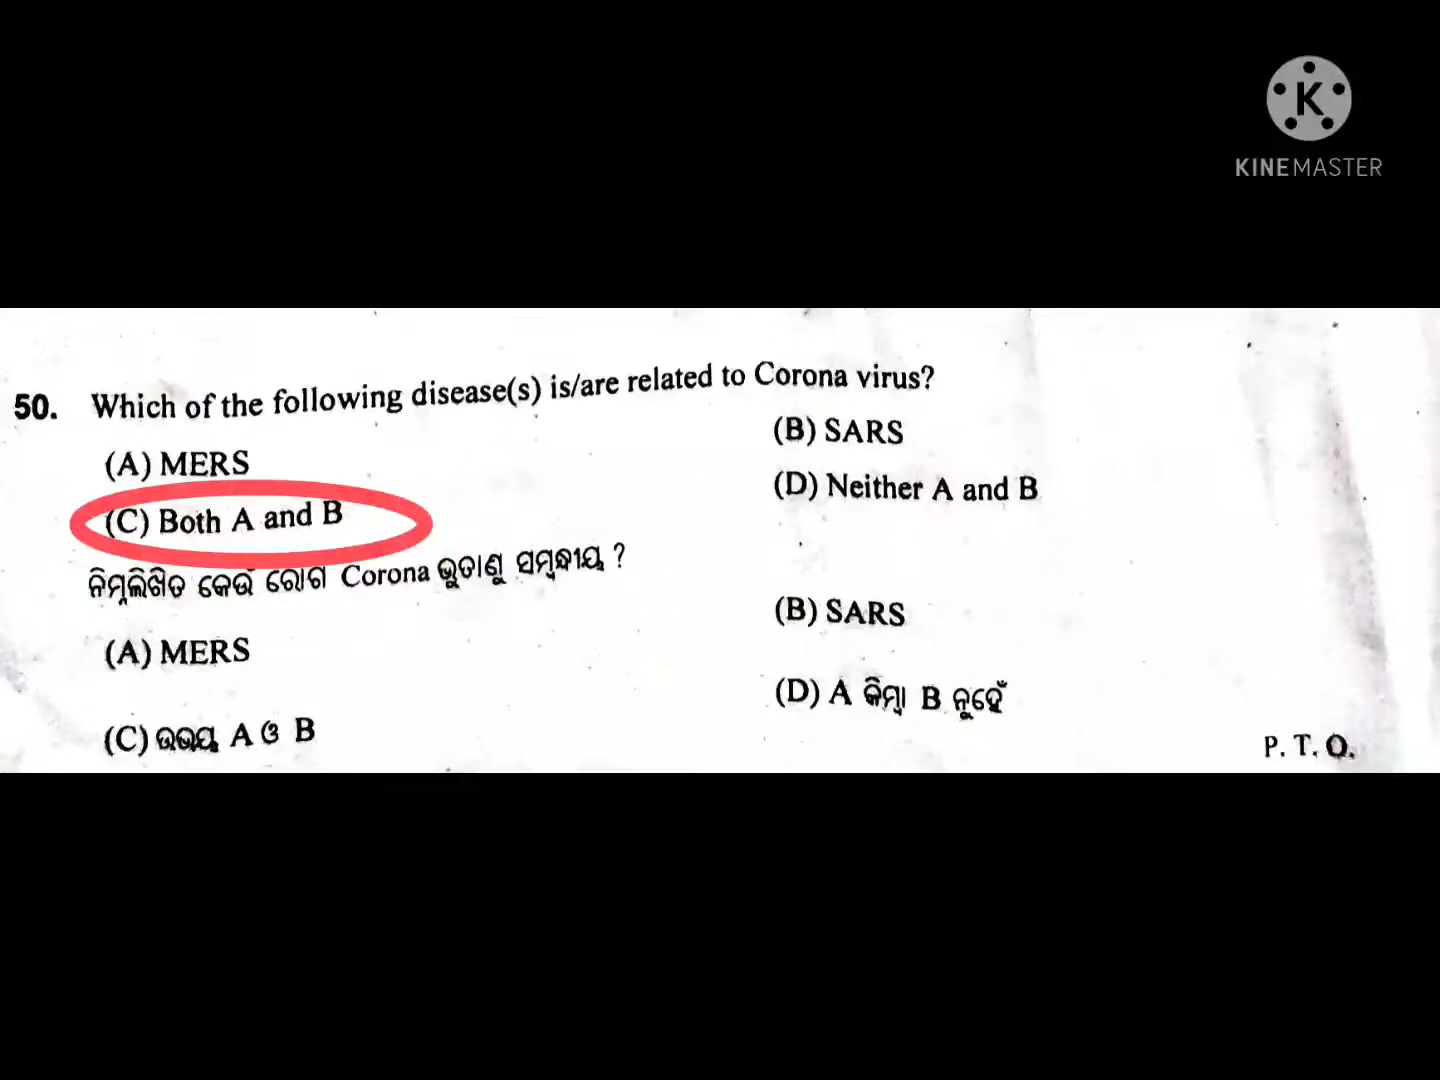 KINEMASTER
50. Which of the following disease(s) is/are related to Corona virus?
(A) MERS (B) SARS
(C) Both A and B (D) Neither A and B
ନିମ୍ନଲିଖିତ କେଉଁ ରୋଗ Corona ଭୂତାଣୁ ସମ୍ବନ୍ଧୀୟ ?
(A) MERS (B) SARS
(C) ଉଭୟ A ଓ B (D) A କିମ୍ବା B ନୁହେଁ
P. T. O.